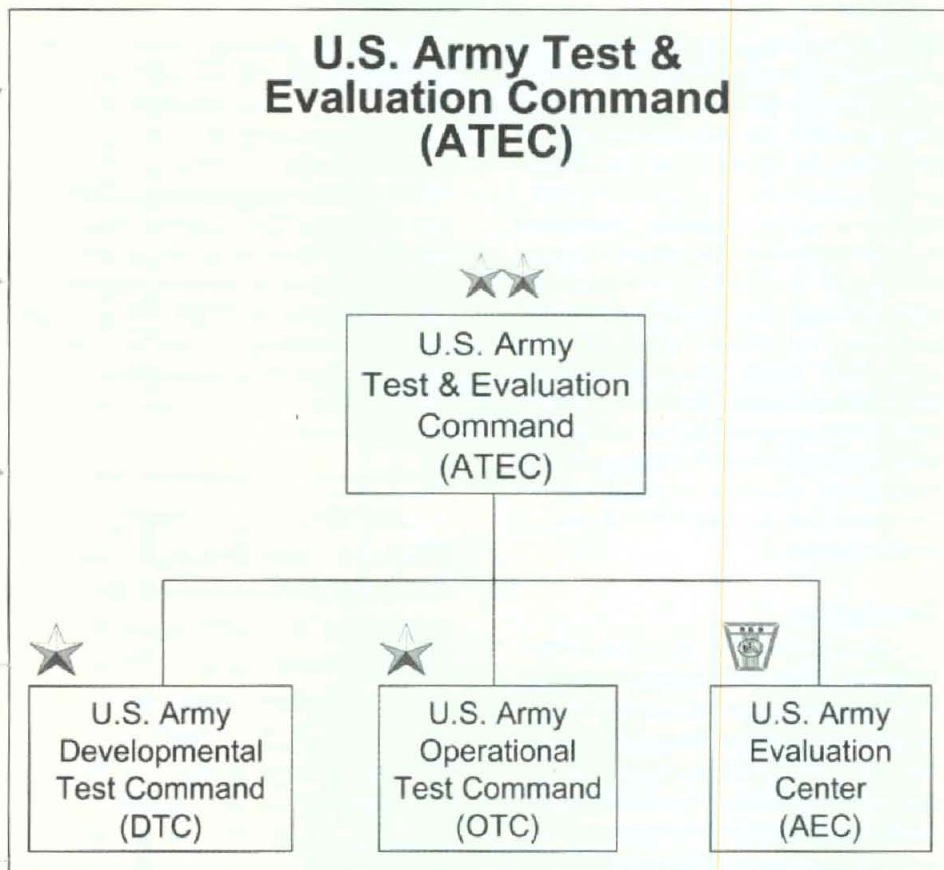 U.S. Army Test &
Evaluation Command
(ATEC)
U.S. Army
Test & Evaluation
Command
(ATEC)
U.S. Army
Developmental
Test Command
(DTC)
U.S. Army
Operational
Test Command
(OTC)
U.S. Army
Evaluation
Center
(AEC)